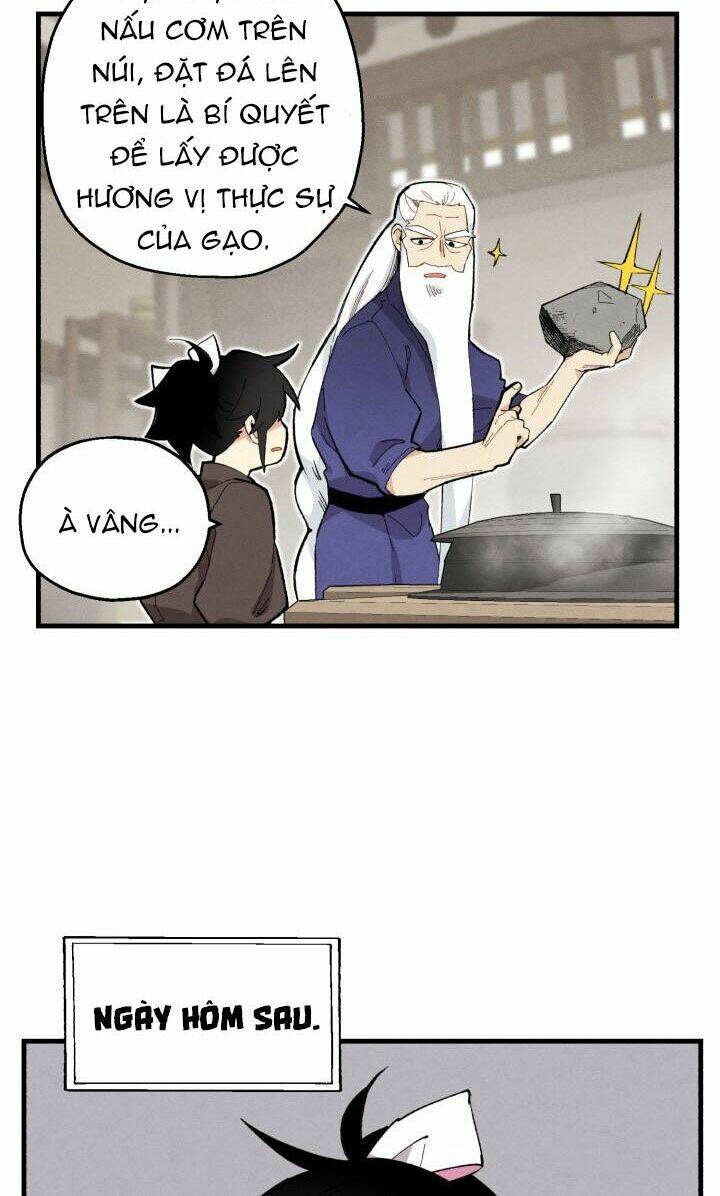 NẤU CƠM TRÊN
NÚI, ĐẶT ĐÁ LÊN
TRÊN LÀ BÍ QUYẾT
ĐỂ LẤY ĐƯỢC
HƯƠNG VỊ THỰC SỰ
CỦA GẠO.
À VÂNG...
NGÀY HÔM SAU.